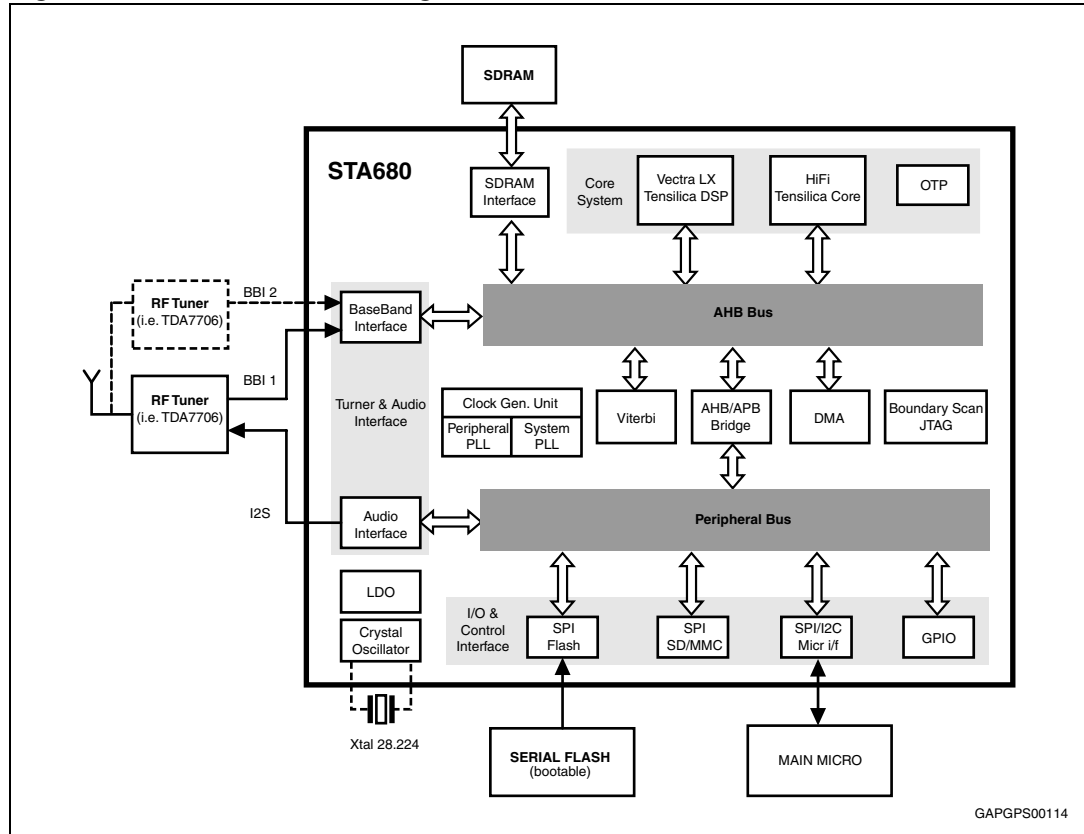 SDRAM
STA680
SDRAM
Interface
Core
System
Vectra LX
Tensilica DSP
HiFi
Tensilica Core
OTP
RF Tuner
(i.e. TDA7706)
BBI 2
BaseBand
Interface
AHB Bus
RF Tuner
(i.e. TDA7706)
BBI 1
Turner & Audio
Interface
Clock Gen. Unit
Peripheral
PLL
System
PLL
Viterbi
AHB/APB
Bridge
DMA
Boundary Scan
JTAG
I2S
Audio
Interface
Peripheral Bus
LDO
Crystal
Oscillator
I/O &
Control
Interface
SPI
Flash
SPI
SD/MMC
SPI/I2C
Micr i/f
GPIO
Xtal 28.224
SERIAL FLASH
(bootable)
MAIN MICRO
GAPGPS00114